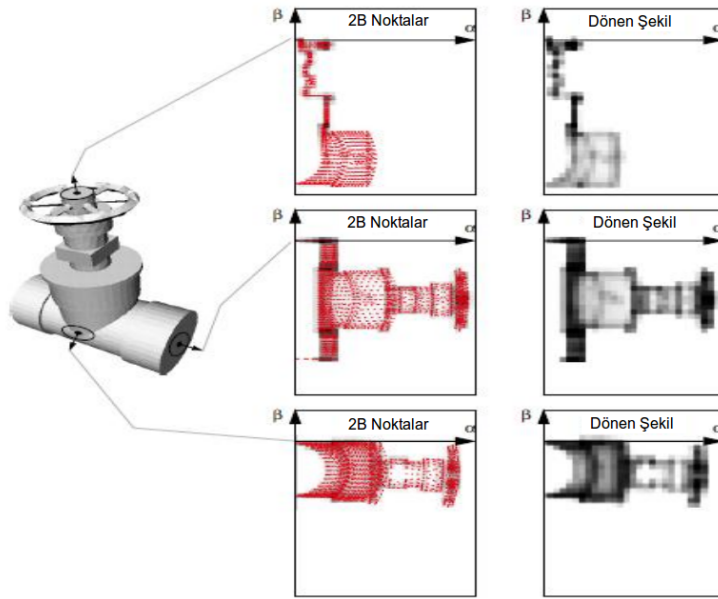 β 2B Noktalar α
β Dönen Şekil α
β 2B Noktalar α
β Dönen Şekil α
β 2B Noktalar α
β Dönen Şekil α